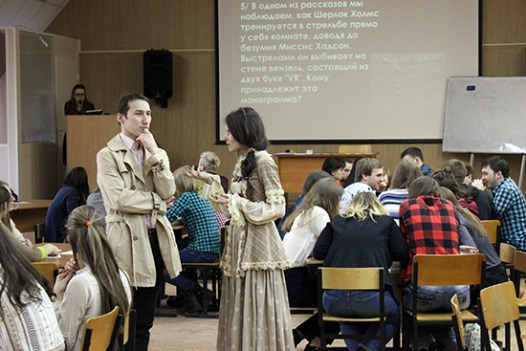 5/ В одном из рассказов мы
наблюдаем, как Шерлок Холмс
тренируется в стрельбе прямо
у себя комнате, доводя до
безумия Миссис Хадсон.
Выстрелами он выбивает на
стене вензель, состоящий из
двух букв "VR". Кому
принадлежит эта
монограмма?